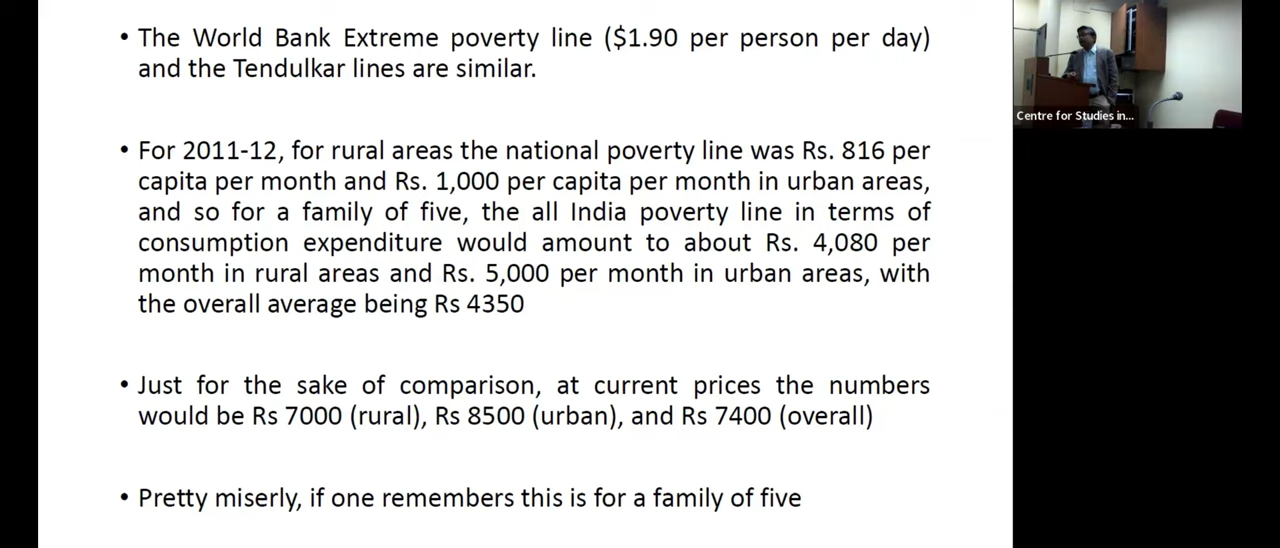 • The World Bank Extreme poverty line ($1.90 per person per day)
and the Tendulkar lines are similar.
• For 2011-12, for rural areas the national poverty line was Rs. 816 per
capita per month and Rs. 1,000 per capita per month in urban areas,
and so for a family of five, the all India poverty line in terms of
consumption expenditure would amount to about Rs. 4,080 per
month in rural areas and Rs. 5,000 per month in urban areas, with
the overall average being Rs 4350
• Just for the sake of comparison, at current prices the numbers
would be Rs 7000 (rural), Rs 8500 (urban), and Rs 7400 (overall)
• Pretty miserly, if one remembers this is for a family of five
Centre for Studies in...